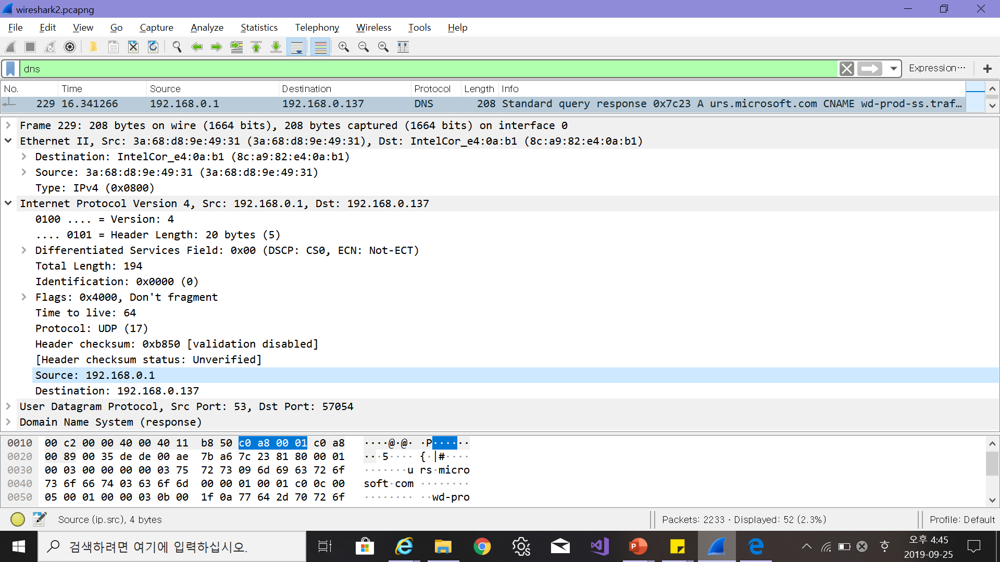 wireshark2.pcapng
File Edit View Go Capture Analyze Statistics Telephony Wireless Tools Help
dns
Expression…
No. Time Source Destination Protocol Length Info
229 16.341266 192.168.0.1 192.168.0.137 DNS 208 Standard query response 0x7c23 A urs.microsoft.com CNAME wd-prod-ss.traf…
Frame 229: 208 bytes on wire (1664 bits), 208 bytes captured (1664 bits) on interface 0
Ethernet II, Src: 3a:68:d8:9e:49:31 (3a:68:d8:9e:49:31), Dst: IntelCor_e4:0a:b1 (8c:a9:82:e4:0a:b1)
Destination: IntelCor_e4:0a:b1 (8c:a9:82:e4:0a:b1)
Source: 3a:68:d8:9e:49:31 (3a:68:d8:9e:49:31)
Type: IPv4 (0x0800)
Internet Protocol Version 4, Src: 192.168.0.1, Dst: 192.168.0.137
0100 .... = Version: 4
.... 0101 = Header Length: 20 bytes (5)
Differentiated Services Field: 0x00 (DSCP: CS0, ECN: Not-ECT)
Total Length: 194
Identification: 0x0000 (0)
Flags: 0x4000, Don't fragment
Time to live: 64
Protocol: UDP (17)
Header checksum: 0xb850 [validation disabled]
[Header checksum status: Unverified]
Source: 192.168.0.1
Destination: 192.168.0.137
User Datagram Protocol, Src Port: 53, Dst Port: 57054
Domain Name System (response)
0010 00 c2 00 00 40 00 40 11 b8 50 c0 a8 00 01 c0 a8 ····@·@· ·P······
0020 00 89 00 35 de de 00 ae 7b a6 7c 23 81 80 00 01 ···5···· {·|#····
0030 00 03 00 00 00 00 03 75 72 73 09 6d 69 63 72 6f ·······u rs·micro
0040 73 6f 66 74 03 63 6f 6d 00 00 01 00 01 c0 0c 00 soft·com ········
0050 05 00 01 00 00 03 0b 00 1f 0a 77 64 2d 70 72 6f ········ ··wd-pro
Source (ip.src), 4 bytes
Packets: 2233 · Displayed: 52 (2.3%)
Profile: Default
검색하려면 여기에 입력하십시오.
오후 4:45
2019-09-25